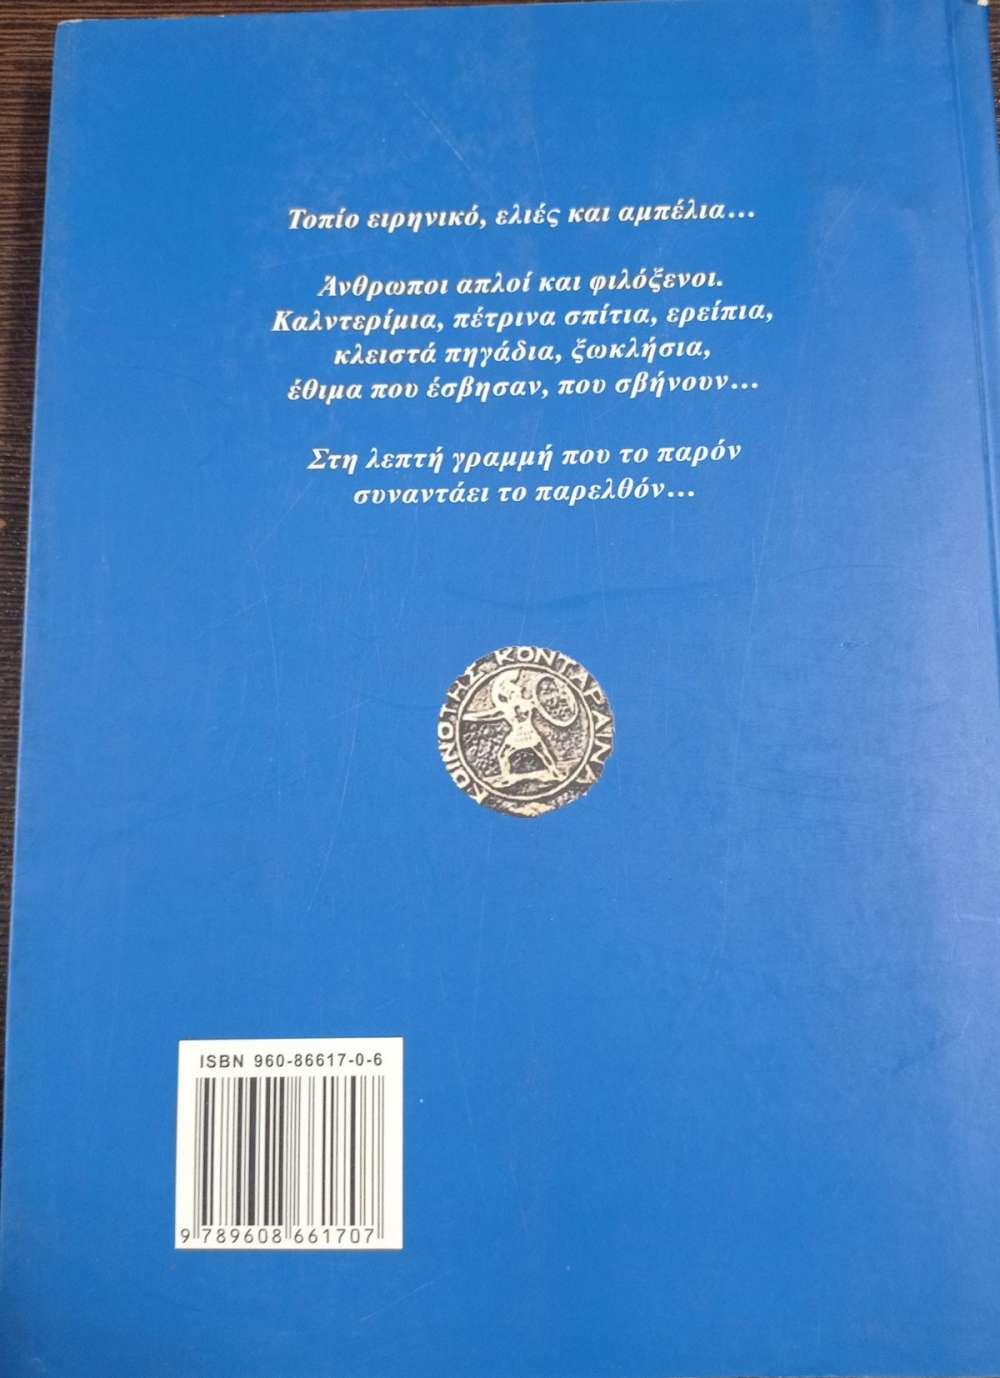 Τοπίο ειρηνικό, ελιές και αμπέλια...
Άνθρωποι απλοί και φιλόξενοι.
Καλντερίμια, πέτρινα σπίτια, ερείπια,
κλειστά πηγάδια, ξωκλήσια,
έθιμα που έσβησαν, που σβήνουν...
Στη λεπτή γραμμή που το παρόν
συναντάει το παρελθόν...
ΚΟΙΝΟΤΗΣ ΚΟΝΤΑΡΑΙΝΑ
ISBN 960-86617-0-6
9 789608 661707